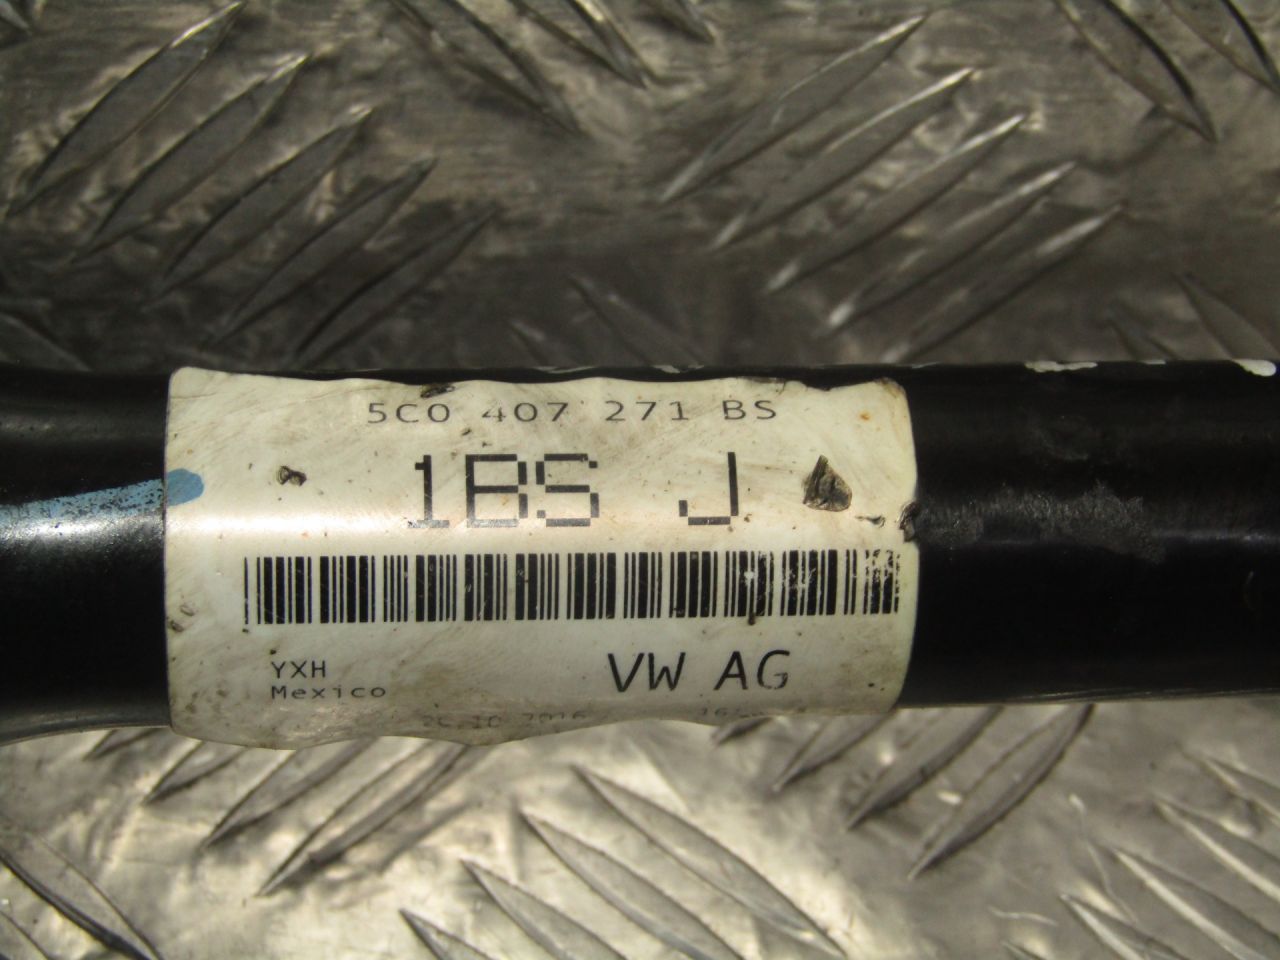 5C0 407 271 BS
1BS J
YXH
Mexico
VW AG